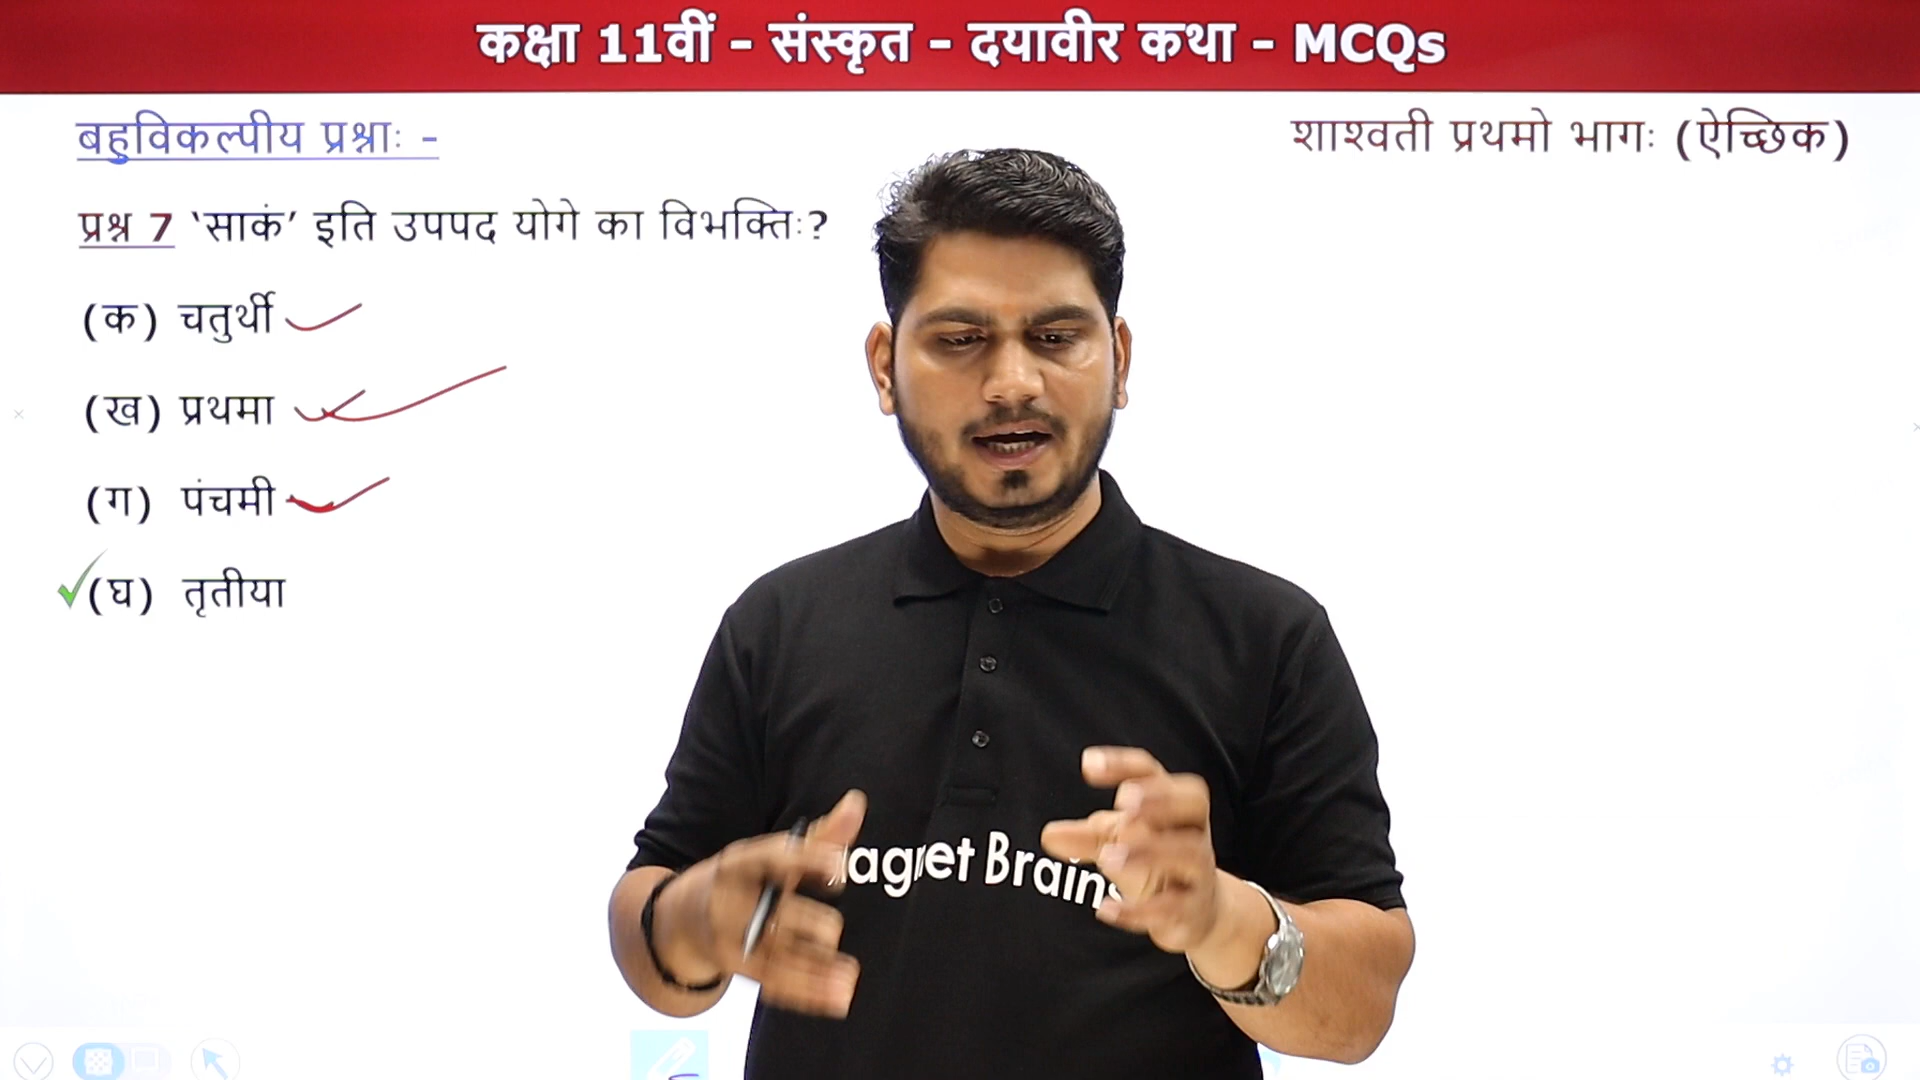 कक्षा 11वीं - संस्कृत - दयावीर कथा - MCQs
बहुविकल्पीय प्रश्नाः -
शाश्वती प्रथमो भागः (ऐच्छिक)
प्रश्न 7 ‘साकं’ इति उपपद योगे का विभक्तिः?
(क) चतुर्थी
(ख) प्रथमा
(ग) पंचमी
(घ) तृतीया
Brains